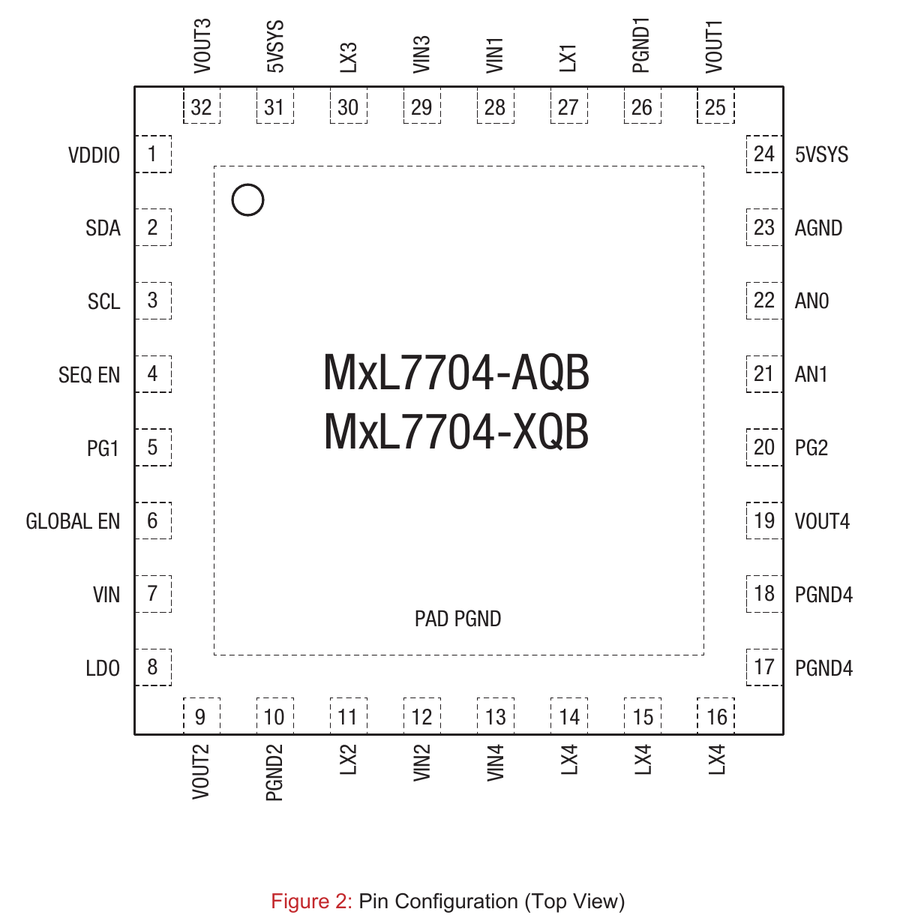 VOUT3 5VSYS LX3 VIN3 VIN1 LX1 PGND1 VOUT1
32 31 30 29 28 27 26 25
VDDIO 1 24 5VSYS
SDA 2 23 AGND
SCL 3 22 AN0
SEQ EN 4 21 AN1
MxL7704-AQB
MxL7704-XQB
PG1 5 20 PG2
GLOBAL EN 6 19 VOUT4
VIN 7 18 PGND4
PAD PGND
LDO 8 17 PGND4
9 10 11 12 13 14 15 16
VOUT2 PGND2 LX2 VIN2 VIN4 LX4 LX4 LX4
Figure 2: Pin Configuration (Top View)